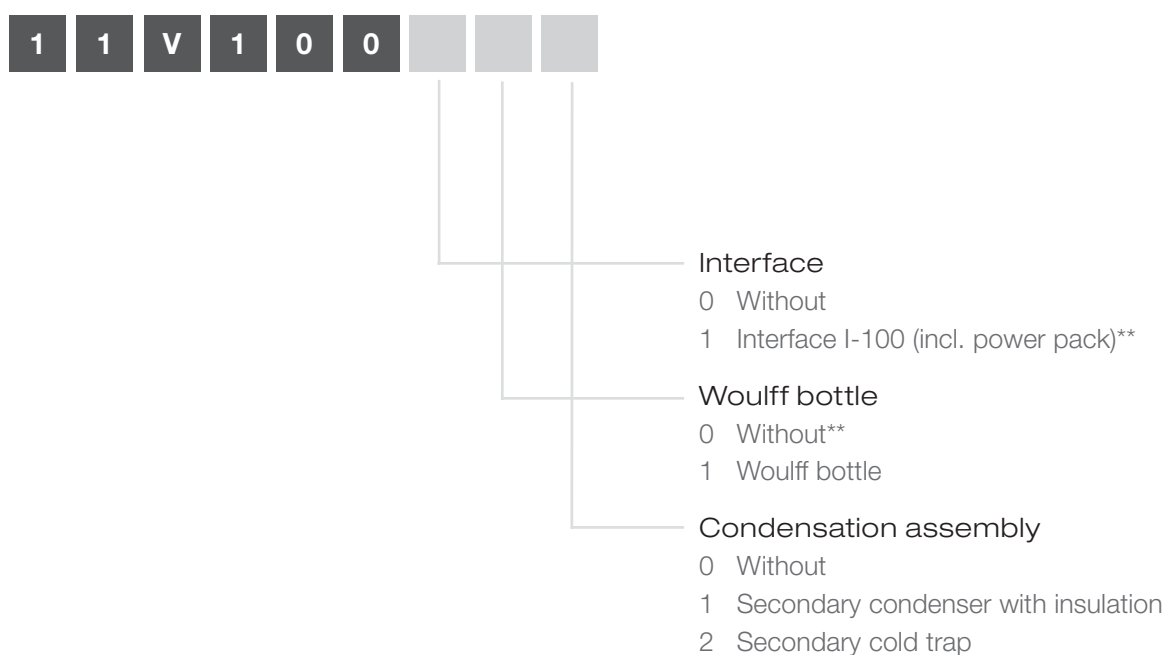 1 1 V 1 0 0
Interface
0 Without
1 Interface I-100 (incl. power pack)**
Woulff bottle
0 Without**
1 Woulff bottle
Condensation assembly
0 Without
1 Secondary condenser with insulation
2 Secondary cold trap